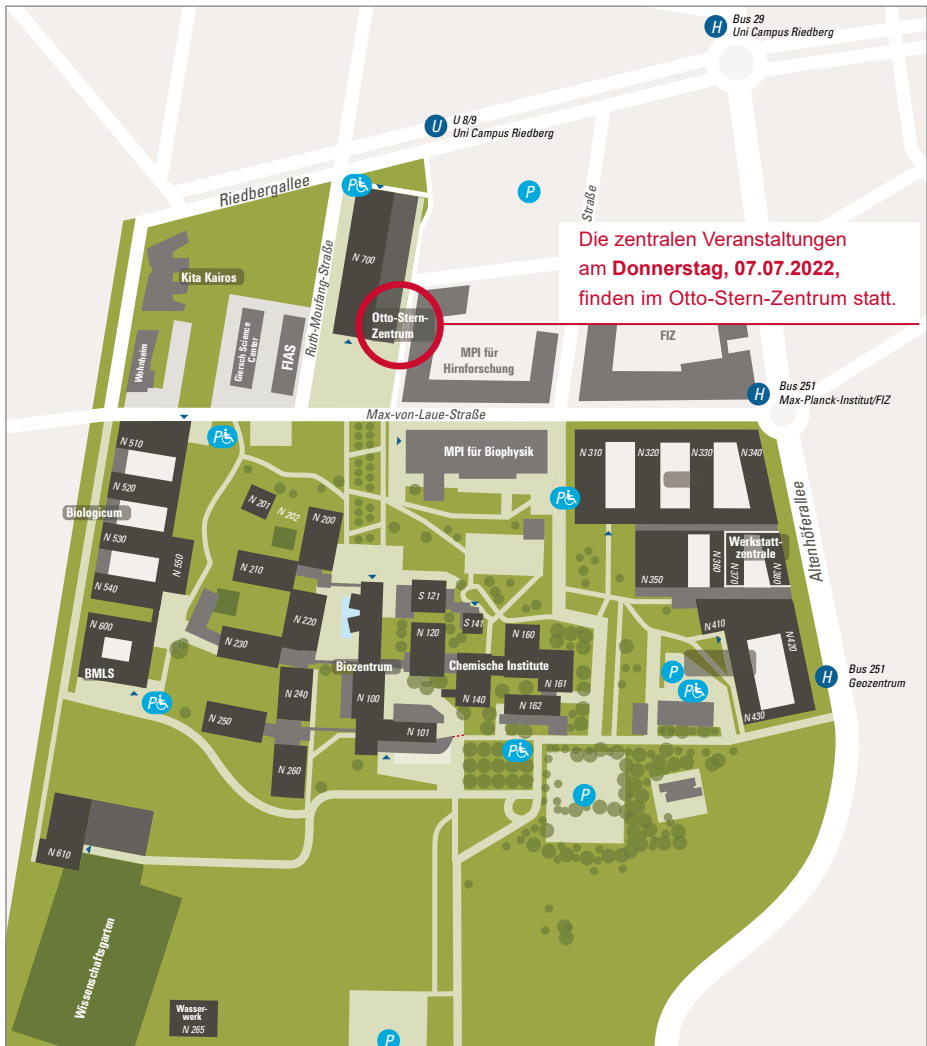 H
Bus 29
Uni Campus Riedberg
U
U 8/9
Uni Campus Riedberg
Riedbergallee
P
P
Straße
Die zentralen Veranstaltungen
am Donnerstag, 07.07.2022,
finden im Otto-Stern-Zentrum statt.
N 700
Ruth-Moufang-Straße
Kita Kairos
Otto-Stern-
Zentrum
Wohnheim
Giersch Science
Center
FIAS
MPI für
Hirnforschung
FIZ
H
Bus 251
Max-Planck-Institut/FIZ
Max-von-Laue-Straße
P
N 510
N 520
Biologicum
N 530
N 540
N 550
N 600
BMLS
P
MPI für Biophysik
P
N 310
N 320
N 330
N 340
Altenhöferallee
Werkstatt-
zentrale
N 350
N 360
N 370
N 380
N 201
N 202
N 200
N 210
N 220
N 230
N 240
N 250
N 260
S 121
S 141
N 120
N 160
Biozentrum
Chemische Institute
N 100
N 140
N 161
N 162
N 101
P
N 410
N 420
N 430
P
P
H
Bus 251
Geozentrum
P
N 610
Wissenschaftsgarten
Wasser-
werk
N 265
P